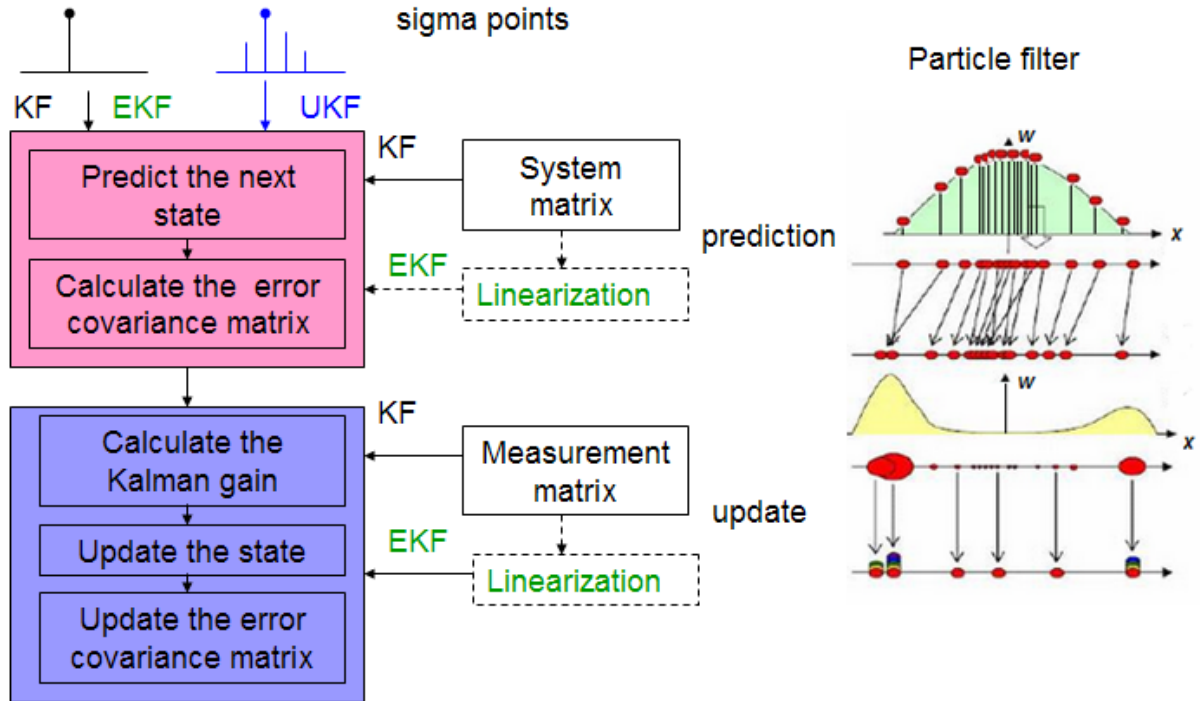 sigma points
Particle filter
KF
EKF
UKF
Predict the next
state
Calculate the error
covariance matrix
KF
System
matrix
EKF
Linearization
prediction
Calculate the
Kalman gain
Update the state
Update the error
covariance matrix
KF
Measurement
matrix
EKF
Linearization
update
w
x
w
x